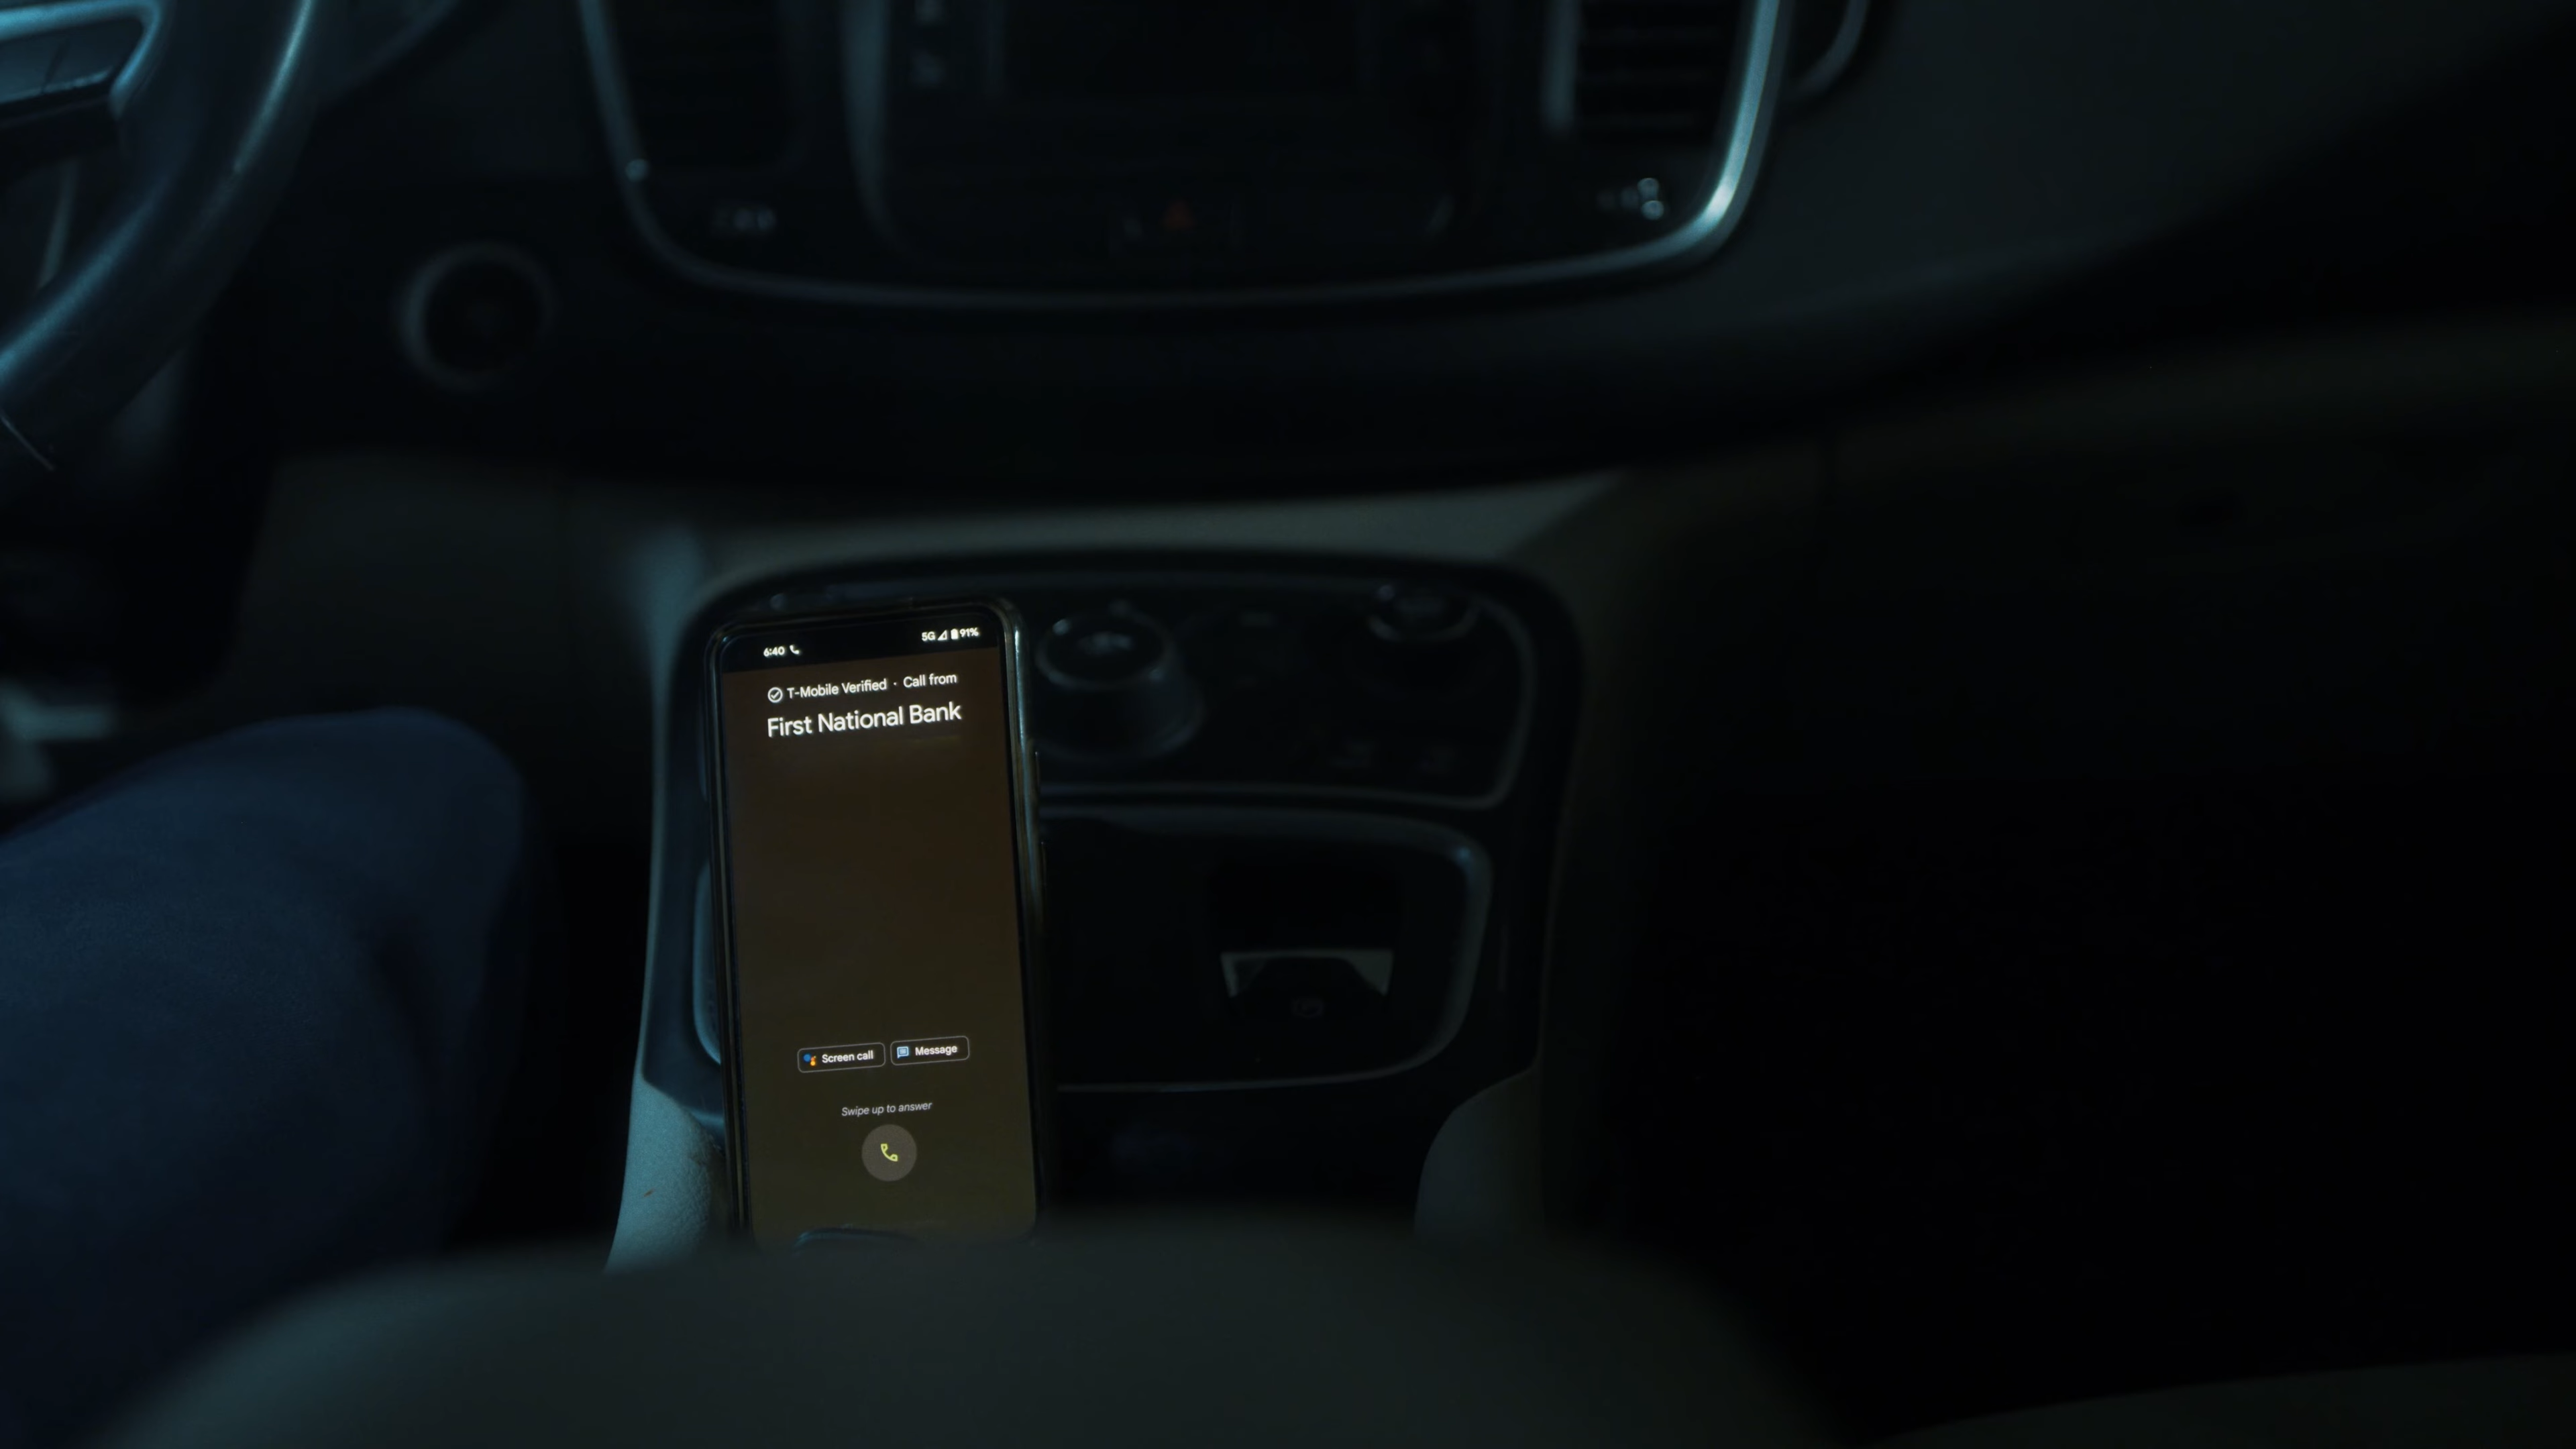 6:40 5G 91%
T-Mobile Verified · Call from
First National Bank
Screen call Message
Swipe up to answer